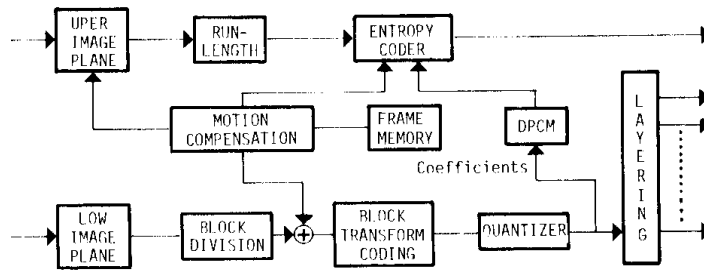 UPER
IMAGE
PLANE
RUN-
LENGTH
ENTROPY
CODER
MOTION
COMPENSATION
FRAME
MEMORY
DPCM
Coefficients
LOW
IMAGE
PLANE
BLOCK
DIVISION
BLOCK
TRANSFORM
CODING
QUANTIZER
LAYERING